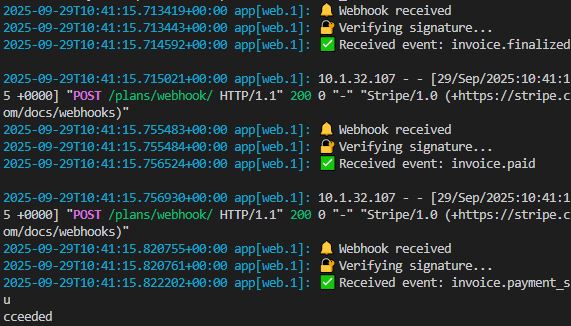 2025-09-29T10:41:15.713419+00:00 app[web.1]: 🔔 Webhook received
2025-09-29T10:41:15.713443+00:00 app[web.1]: 🔐 Verifying signature...
2025-09-29T10:41:15.714592+00:00 app[web.1]: ✅ Received event: invoice.finalized
2025-09-29T10:41:15.715021+00:00 app[web.1]: 10.1.32.107 - - [29/Sep/2025:10:41:1
5 +0000] "POST /plans/webhook/ HTTP/1.1" 200 0 "-" "Stripe/1.0 (+https://stripe.c
om/docs/webhooks)"
2025-09-29T10:41:15.755483+00:00 app[web.1]: 🔔 Webhook received
2025-09-29T10:41:15.755484+00:00 app[web.1]: 🔐 Verifying signature...
2025-09-29T10:41:15.756524+00:00 app[web.1]: ✅ Received event: invoice.paid
2025-09-29T10:41:15.756930+00:00 app[web.1]: 10.1.32.107 - - [29/Sep/2025:10:41:1
5 +0000] "POST /plans/webhook/ HTTP/1.1" 200 0 "-" "Stripe/1.0 (+https://stripe.c
om/docs/webhooks)"
2025-09-29T10:41:15.820755+00:00 app[web.1]: 🔔 Webhook received
2025-09-29T10:41:15.820761+00:00 app[web.1]: 🔐 Verifying signature...
2025-09-29T10:41:15.822202+00:00 app[web.1]: ✅ Received event: invoice.payment_s
u
cceeded